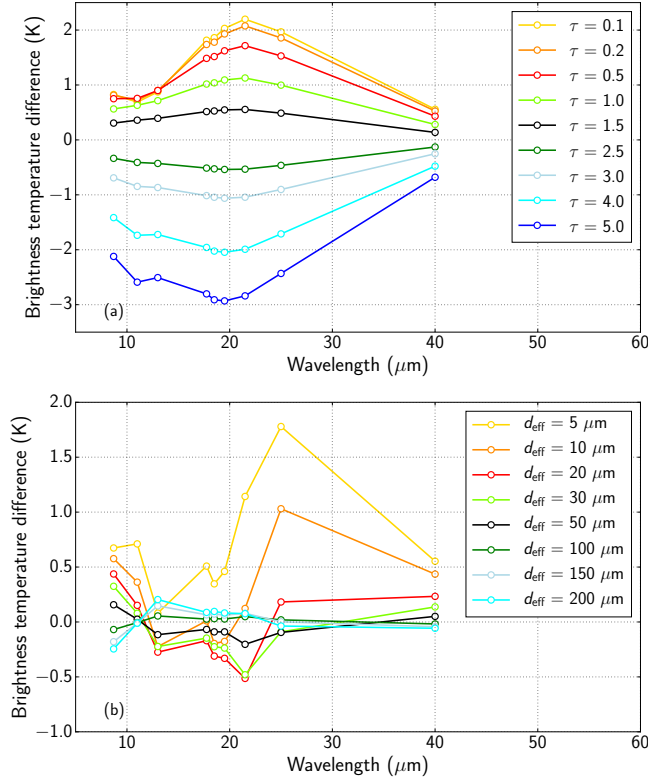 Brightness temperature difference (K)
2
1
0
−1
−2
−3
(a)
τ = 0.1
τ = 0.2
τ = 0.5
τ = 1.0
τ = 1.5
τ = 2.5
τ = 3.0
τ = 4.0
τ = 5.0
10 20 30 40 50 60
Wavelength (μm)
Brightness temperature difference (K)
2.0
1.5
1.0
0.5
0.0
−0.5
−1.0
(b)
d_eff = 5 μm
d_eff = 10 μm
d_eff = 20 μm
d_eff = 30 μm
d_eff = 50 μm
d_eff = 100 μm
d_eff = 150 μm
d_eff = 200 μm
10 20 30 40 50 60
Wavelength (μm)